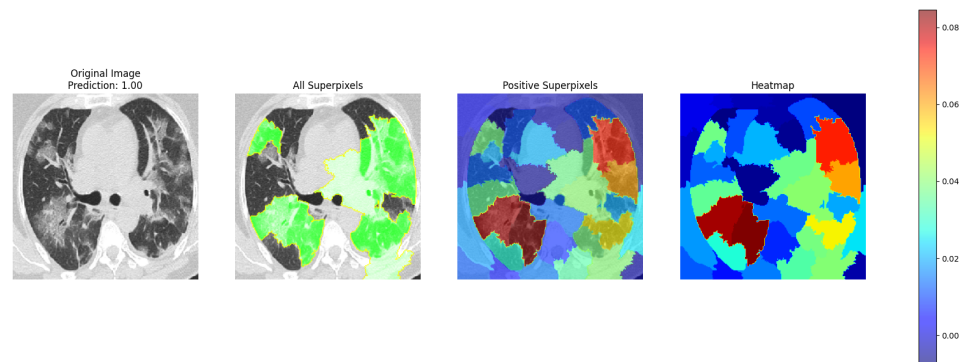 Original Image
Prediction: 1.00
All Superpixels
Positive Superpixels
Heatmap
0.08
0.06
0.04
0.02
0.00